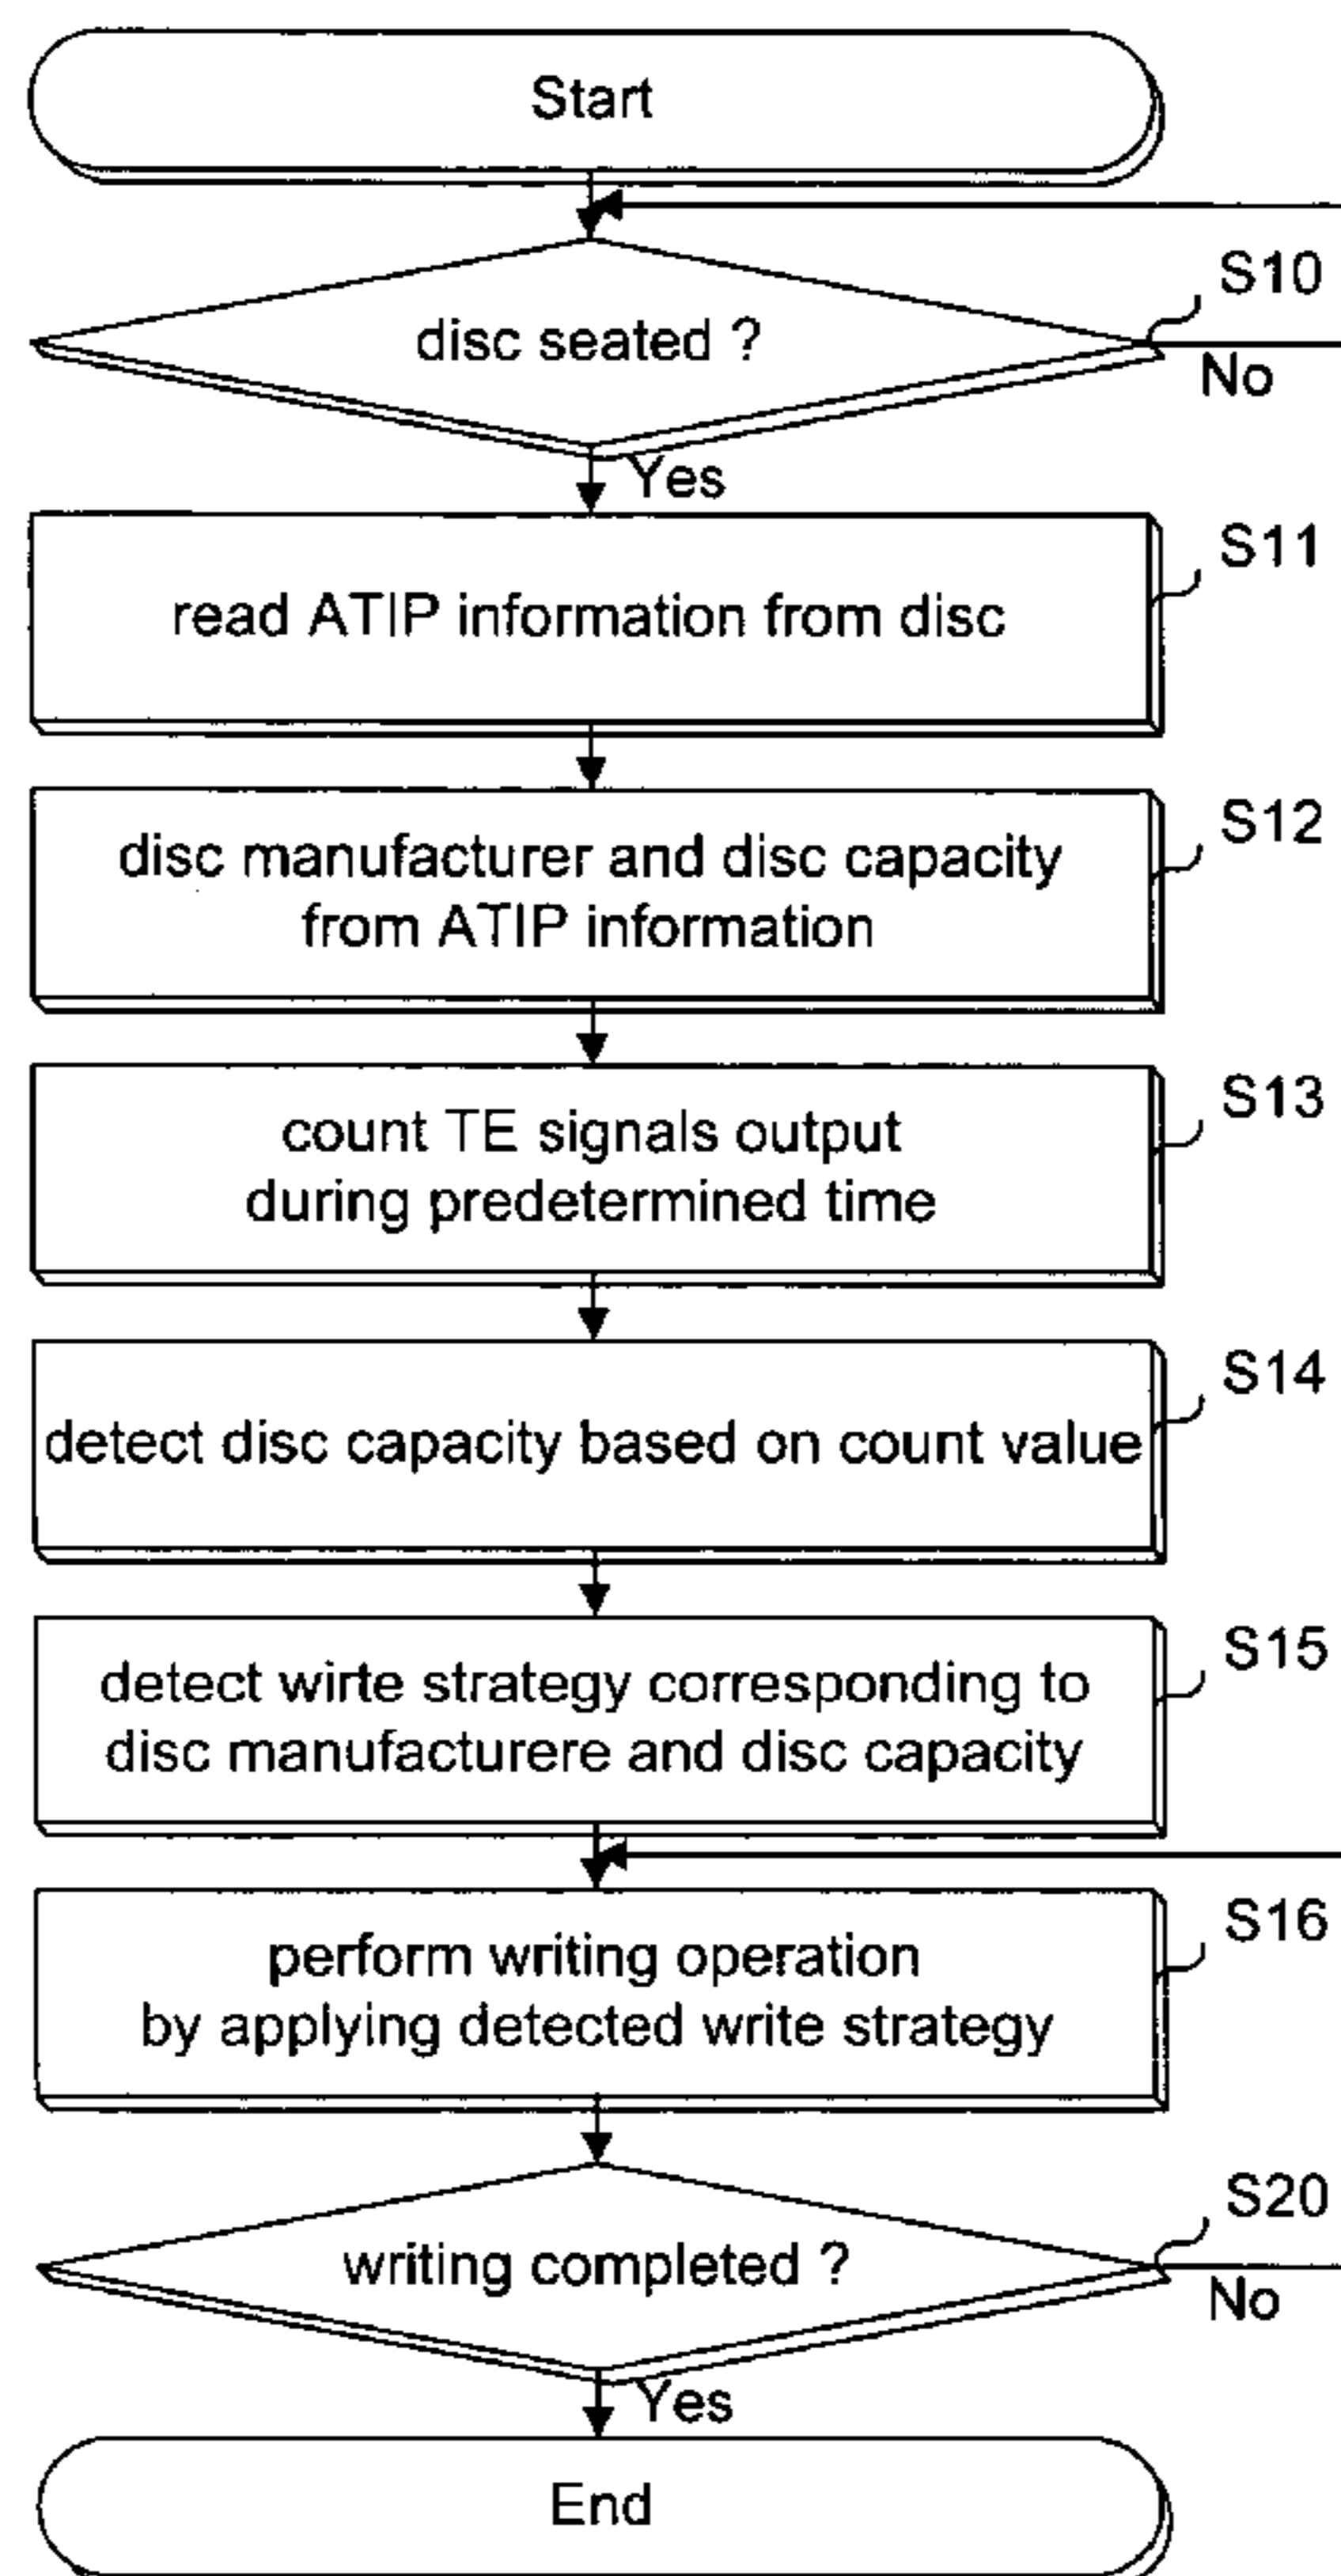 Start
S10
disc seated ?
No
Yes
S11
read ATIP information from disc
S12
disc manufacturer and disc capacity
from ATIP information
S13
count TE signals output
during predetermined time
S14
detect disc capacity based on count value
S15
detect wirte strategy corresponding to
disc manufacturere and disc capacity
S16
perform writing operation
by applying detected write strategy
S20
writing completed ?
No
Yes
End